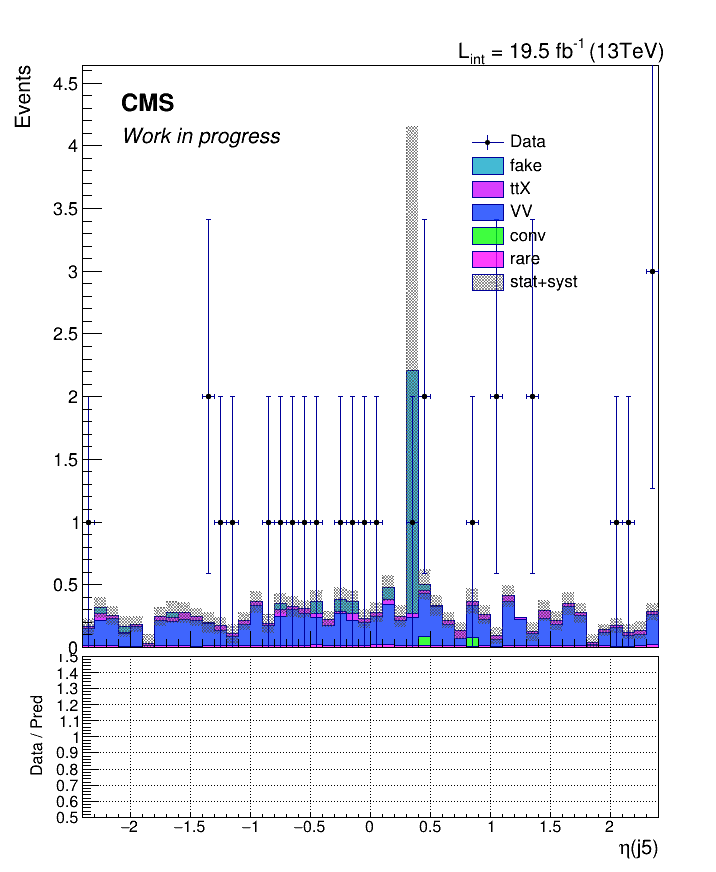 L_int = 19.5 fb^-1 (13TeV)
Events
CMS
Work in progress
Data
fake
ttX
VV
conv
rare
stat+syst
4.5
4
3.5
3
2.5
2
1.5
1
0.5
0
Data / Pred
1.5
1.4
1.3
1.2
1.1
1
0.9
0.8
0.7
0.6
0.5
−2 −1.5 −1 −0.5 0 0.5 1 1.5 2
η(j5)